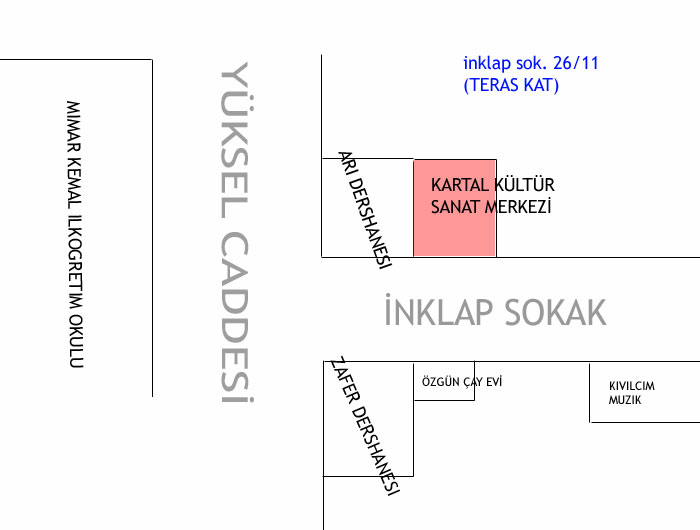 inklap sok. 26/11
(TERAS KAT)
MIMAR KEMAL ILKOGRETIM OKULU
YÜKSEL CADDESİ
ARI DERSHANESI
KARTAL KÜLTÜR
SANAT MERKEZİ
İNKLAP SOKAK
ZAFER DERSHANESI
ÖZGÜN ÇAY EVİ
KIVILCIM
MUZIK